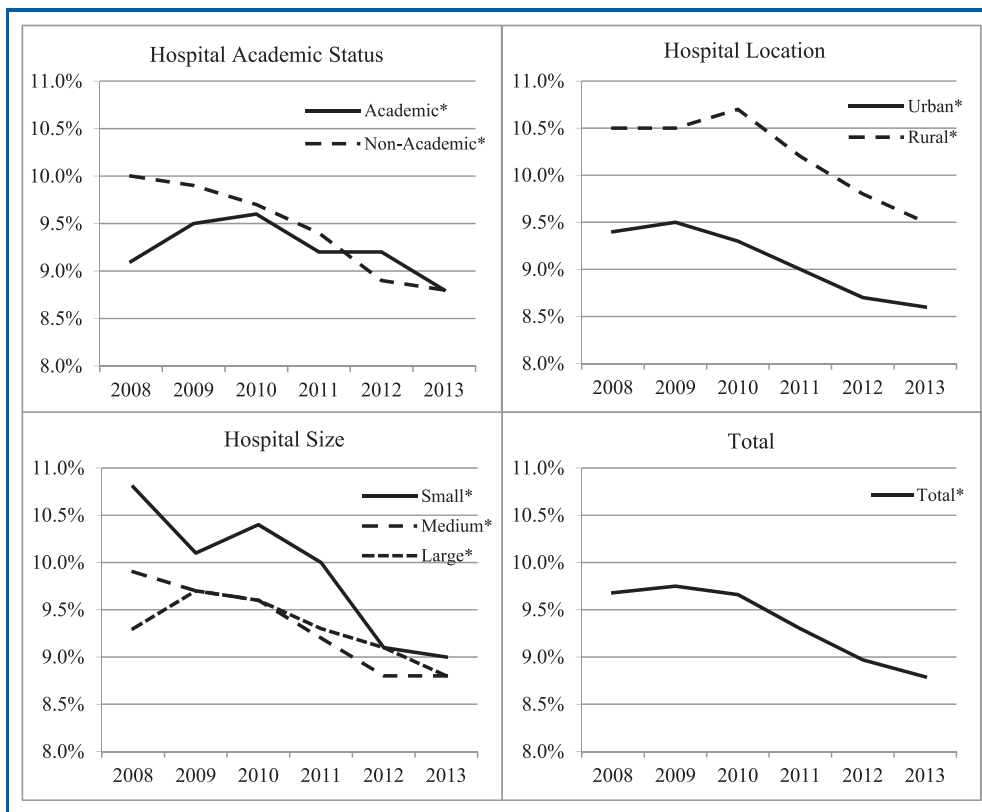 Hospital Academic Status
11.0%
10.5%
10.0%
9.5%
9.0%
8.5%
8.0%
Academic*
Non-Academic*
2008 2009 2010 2011 2012 2013
Hospital Location
11.0%
10.5%
10.0%
9.5%
9.0%
8.5%
8.0%
Urban*
Rural*
2008 2009 2010 2011 2012 2013
Hospital Size
11.0%
10.5%
10.0%
9.5%
9.0%
8.5%
8.0%
Small*
Medium*
Large*
2008 2009 2010 2011 2012 2013
Total
11.0%
10.5%
10.0%
9.5%
9.0%
8.5%
8.0%
Total*
2008 2009 2010 2011 2012 2013